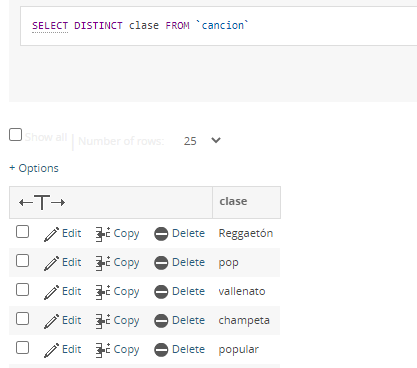 SELECT DISTINCT clase FROM `cancion`
Show all | Number of rows: 25
+ Options
←T→ clase
Edit Copy Delete Reggaetón
Edit Copy Delete pop
Edit Copy Delete vallenato
Edit Copy Delete champeta
Edit Copy Delete popular